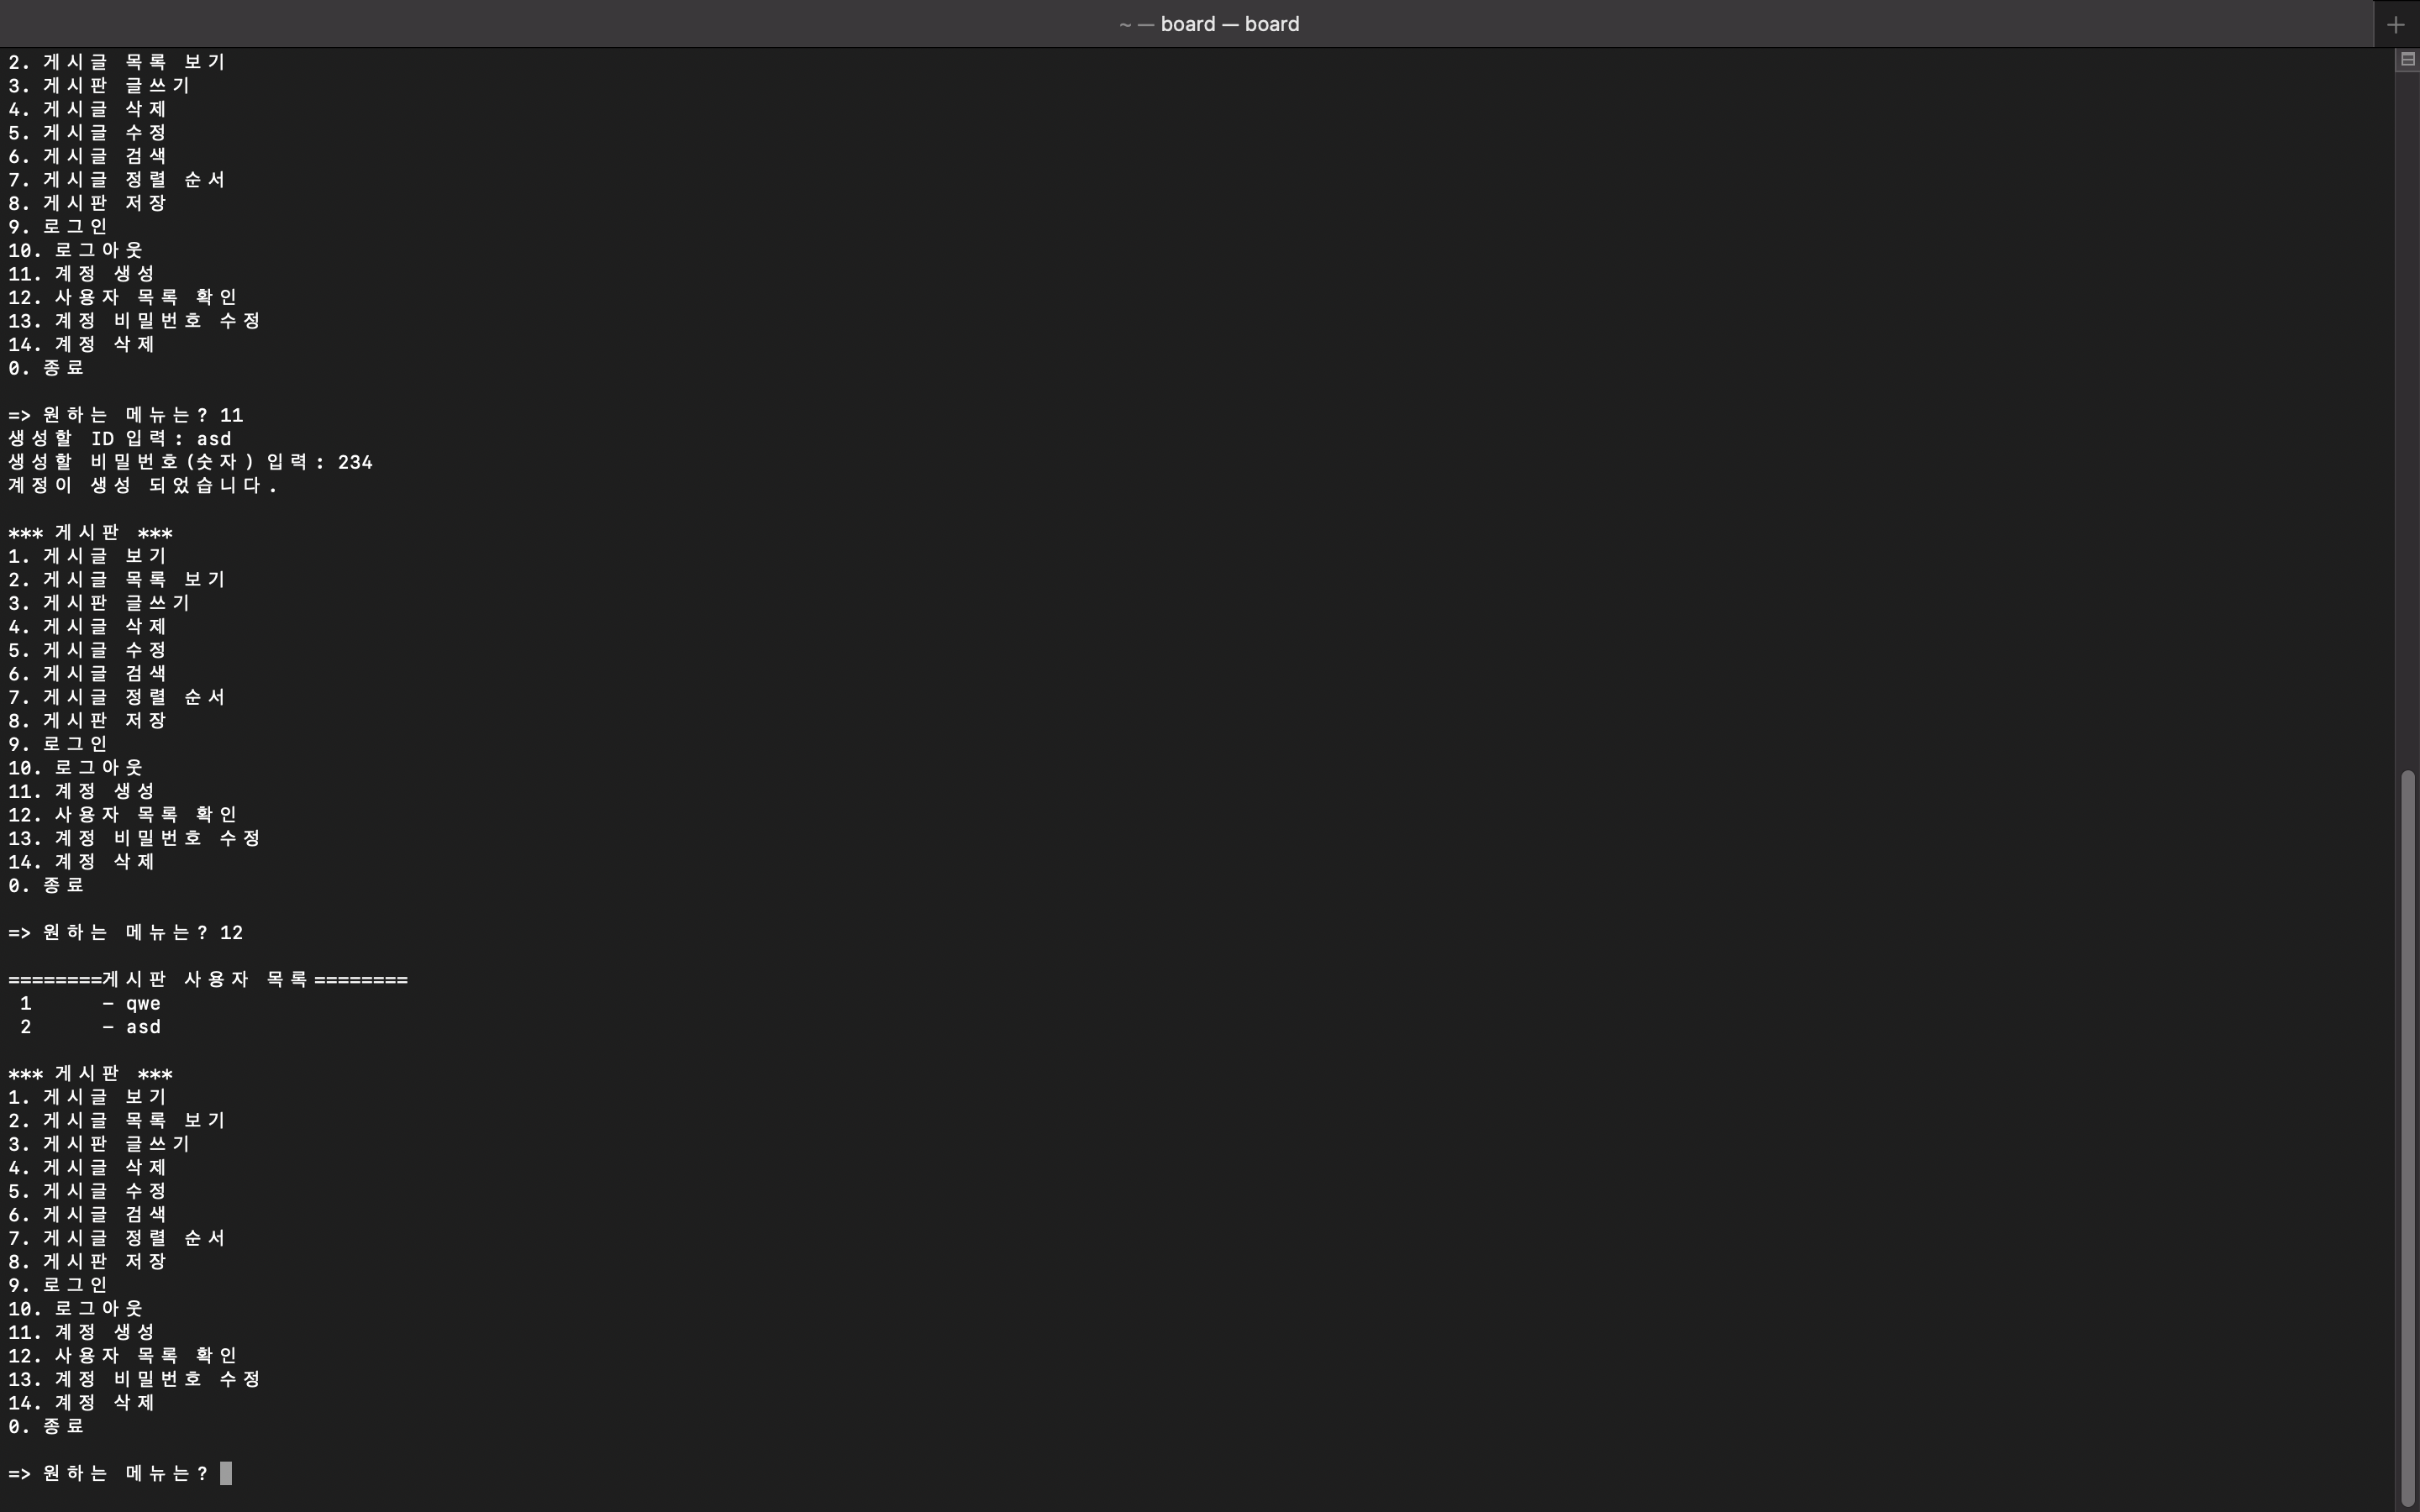 ~ — board — board
2. 게시글 목록 보기
3. 게시판 글쓰기
4. 게시글 삭제
5. 게시글 수정
6. 게시글 검색
7. 게시글 정렬 순서
8. 게시판 저장
9. 로그인
10. 로그아웃
11. 계정 생성
12. 사용자 목록 확인
13. 계정 비밀번호 수정
14. 계정 삭제
0. 종료
=> 원하는 메뉴는? 11
생성할 ID 입력: asd
생성할 비밀번호(숫자) 입력: 234
계정이 생성 되었습니다.
*** 게시판 ***
1. 게시글 보기
2. 게시글 목록 보기
3. 게시판 글쓰기
4. 게시글 삭제
5. 게시글 수정
6. 게시글 검색
7. 게시글 정렬 순서
8. 게시판 저장
9. 로그인
10. 로그아웃
11. 계정 생성
12. 사용자 목록 확인
13. 계정 비밀번호 수정
14. 계정 삭제
0. 종료
=> 원하는 메뉴는? 12
========게시판 사용자 목록========
1 - qwe
2 - asd
*** 게시판 ***
1. 게시글 보기
2. 게시글 목록 보기
3. 게시판 글쓰기
4. 게시글 삭제
5. 게시글 수정
6. 게시글 검색
7. 게시글 정렬 순서
8. 게시판 저장
9. 로그인
10. 로그아웃
11. 계정 생성
12. 사용자 목록 확인
13. 계정 비밀번호 수정
14. 계정 삭제
0. 종료
=> 원하는 메뉴는?